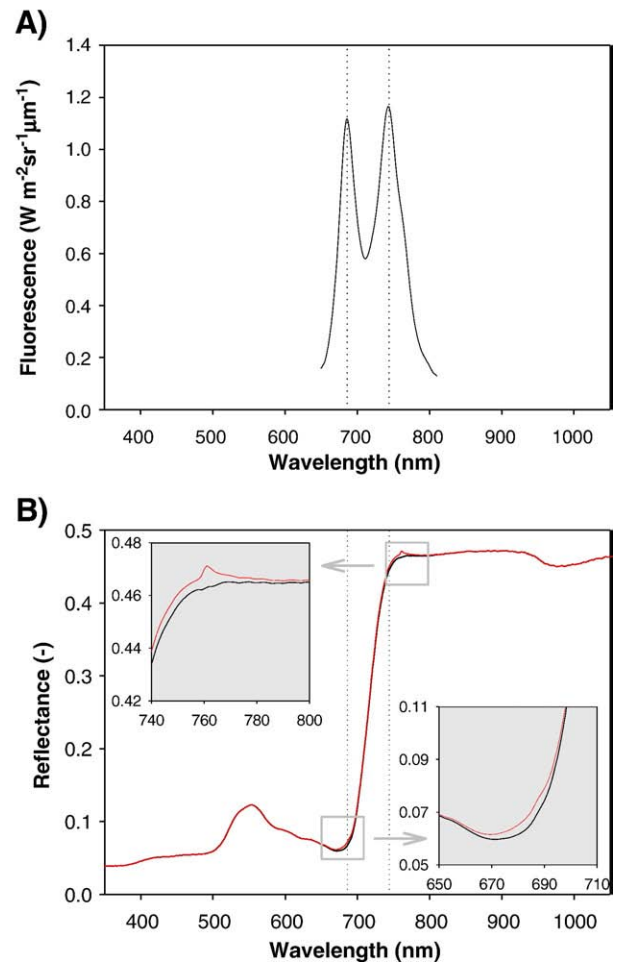 A)
1.4
1.2
1.0
0.8
0.6
0.4
0.2
0.0
Fluorescence (W m⁻²sr⁻¹µm⁻¹)
400 500 600 700 800 900 1000
Wavelength (nm)
B)
0.5
0.4
0.3
0.2
0.1
0.0
Reflectance (-)
0.48
0.46
0.44
0.42
740 760 780 800
0.11
0.09
0.07
0.05
650 670 690 710
400 500 600 700 800 900 1000
Wavelength (nm)